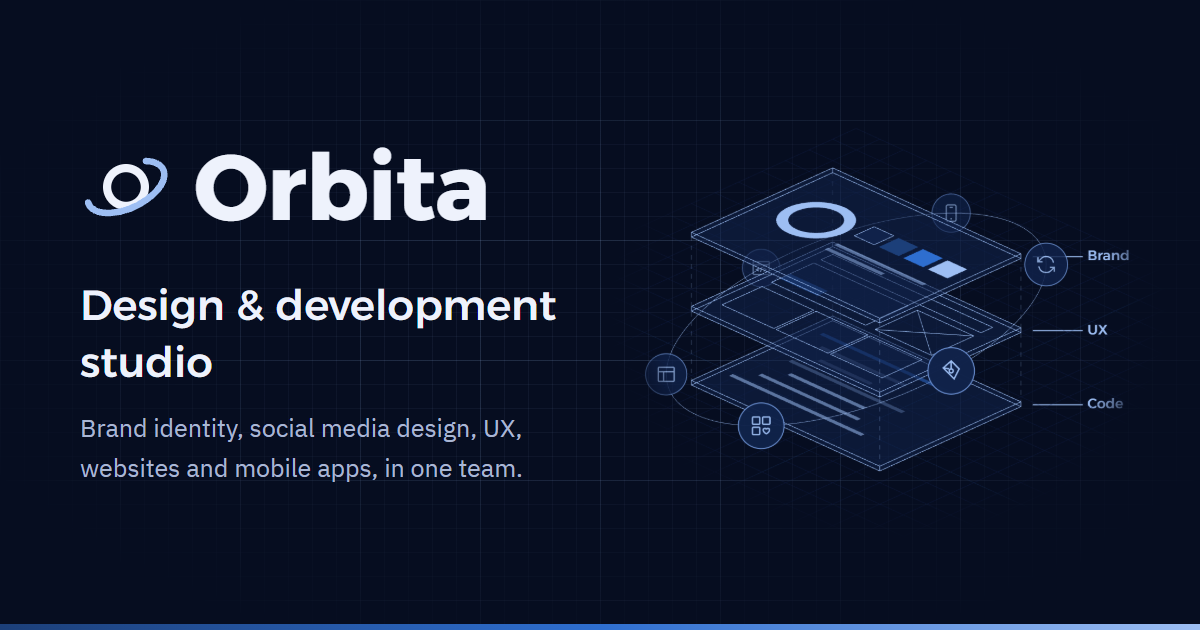 Orbita
Design & development
studio
Brand identity, social media design, UX,
websites and mobile apps, in one team.
Brand
UX
Code